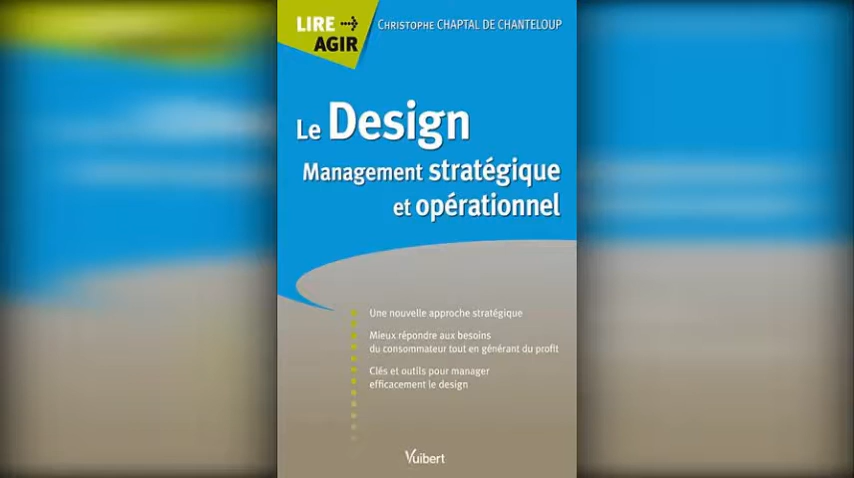 LIRE
AGIR
CHRISTOPHE CHAPTAL DE CHANTELOUP
Le Design
Management stratégique
et opérationnel
Une nouvelle approche stratégique
Mieux répondre aux besoins
du consommateur tout en générant du profit
Clés et outils pour manager
efficacement le design
Vuibert